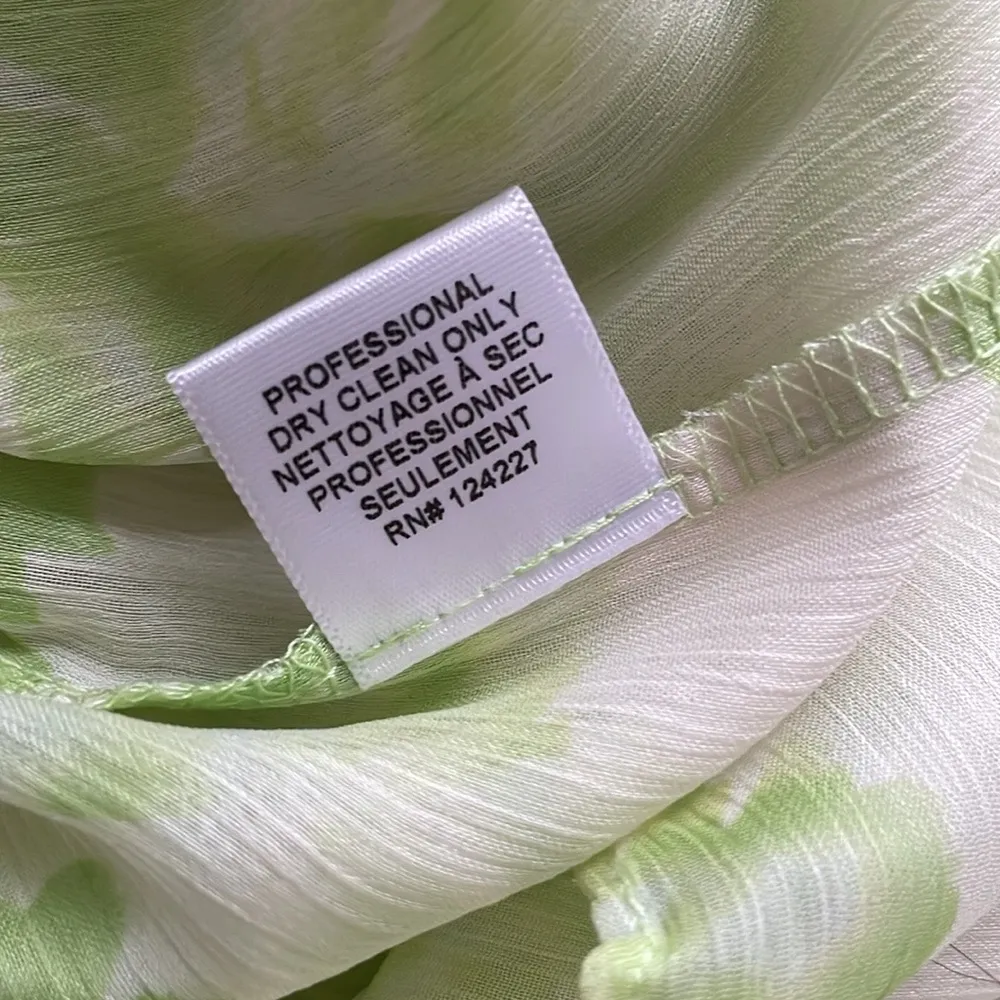 PROFESSIONAL
DRY CLEAN ONLY
NETTOYAGE À SEC
PROFESSIONNEL
SEULEMENT
RN# 124227